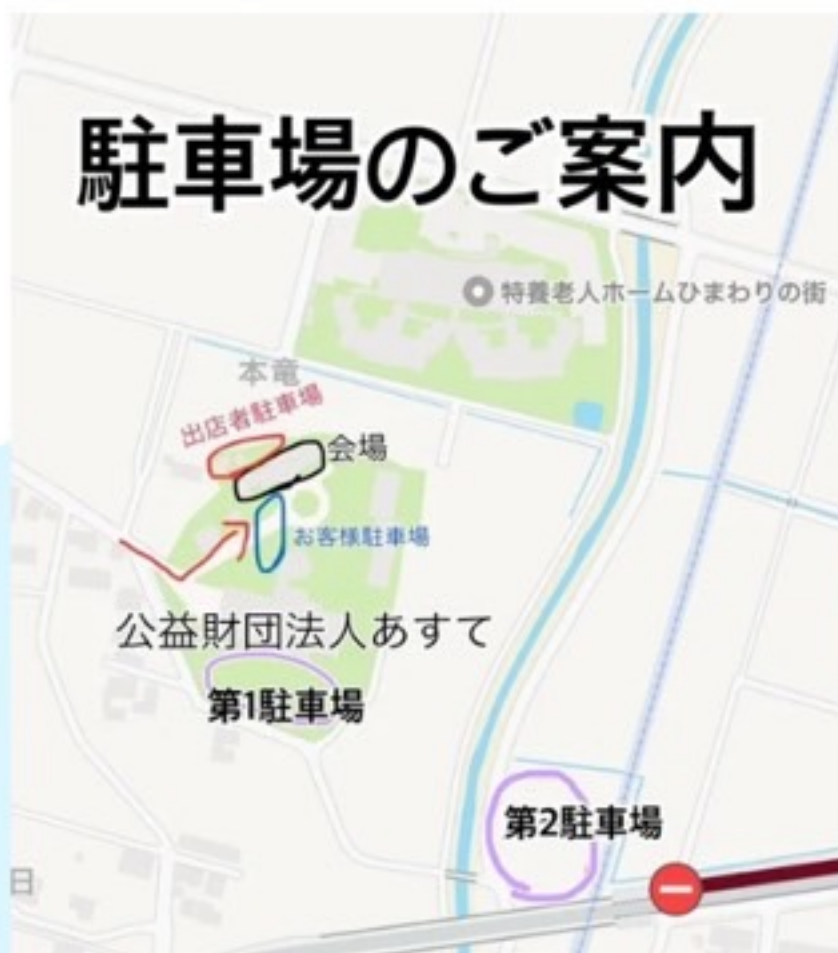 駐車場のご案内
特養老人ホームひまわりの街
本竜
出店者駐車場
会場
お客様駐車場
公益財団法人あすて
第1駐車場
第2駐車場
日